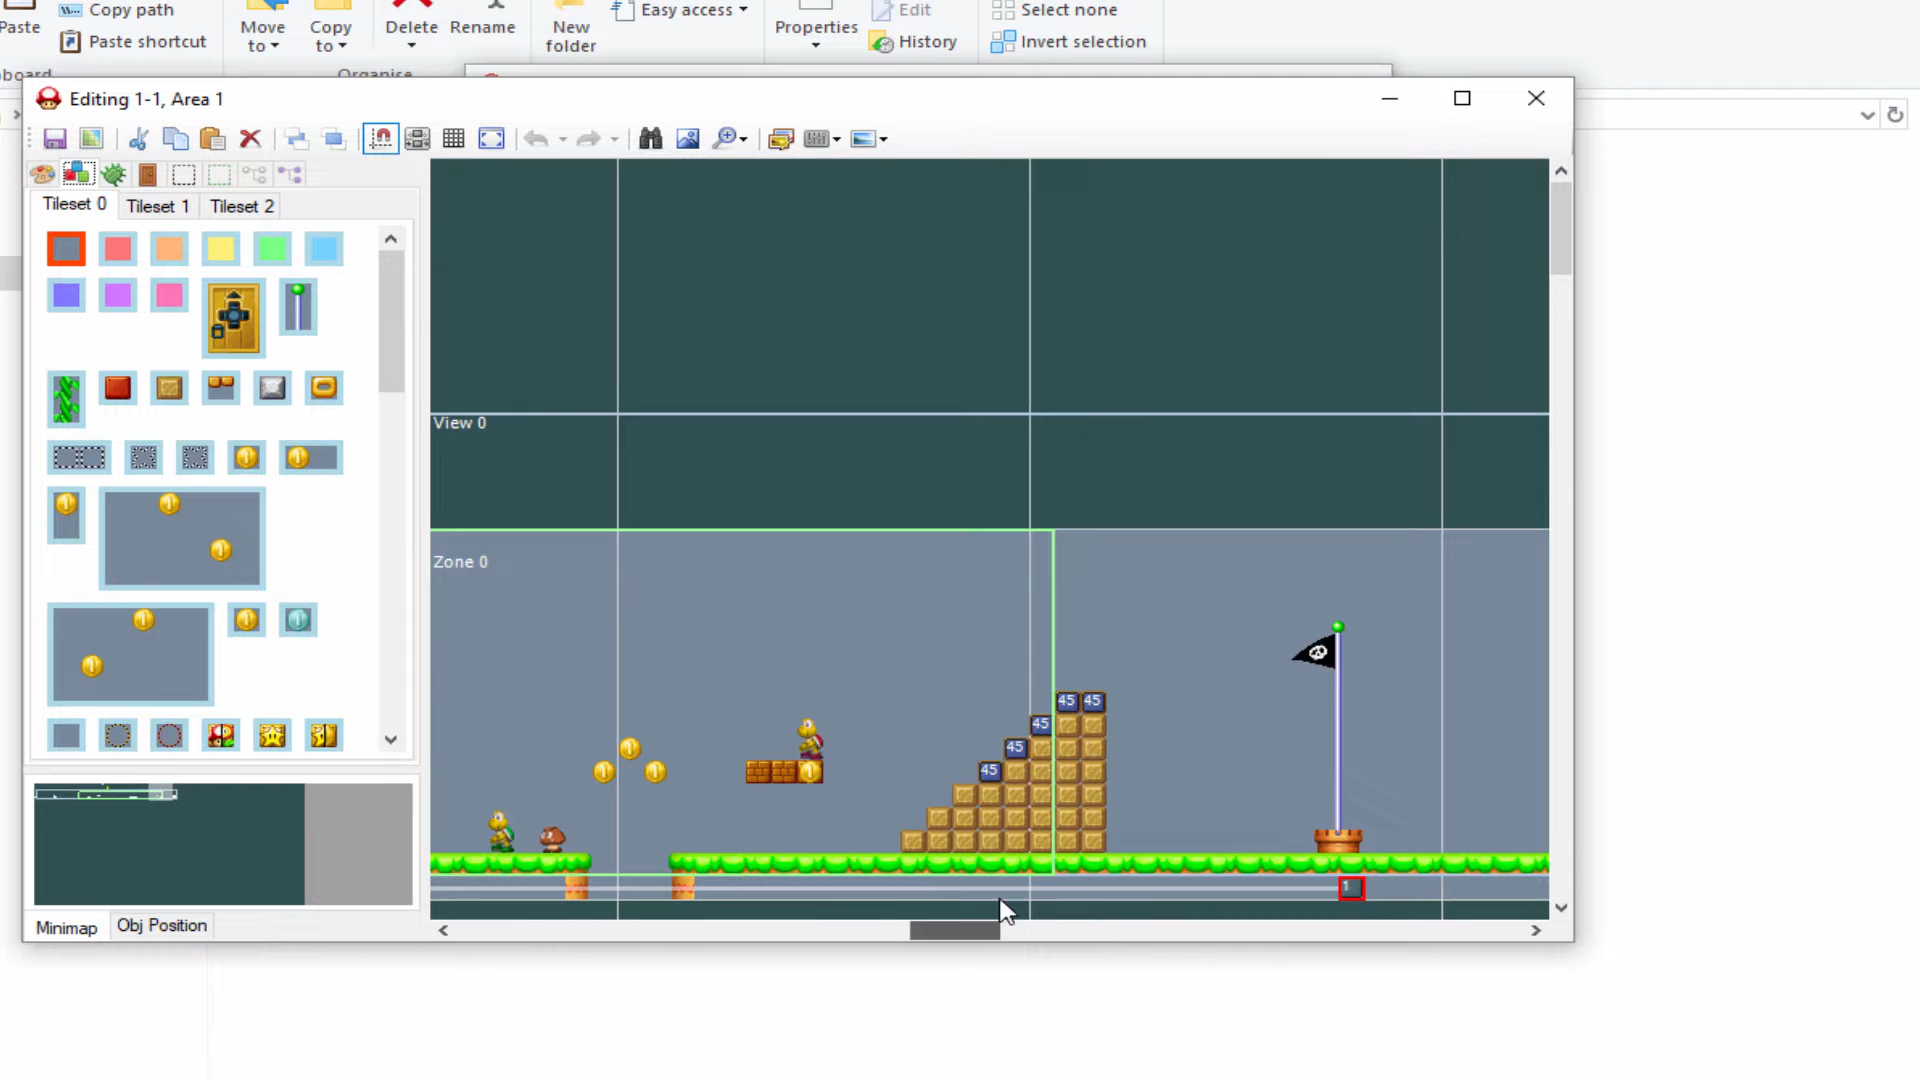 Paste
Copy path
Paste shortcut
Move
to
Copy
to
Delete
Rename
New
folder
Easy access
Properties
Edit
History
Select none
Invert selection
Organise
Editing 1-1, Area 1
Tileset 0
Tileset 1
Tileset 2
View 0
Zone 0
45 45
45
45
45
1
Minimap
Obj Position